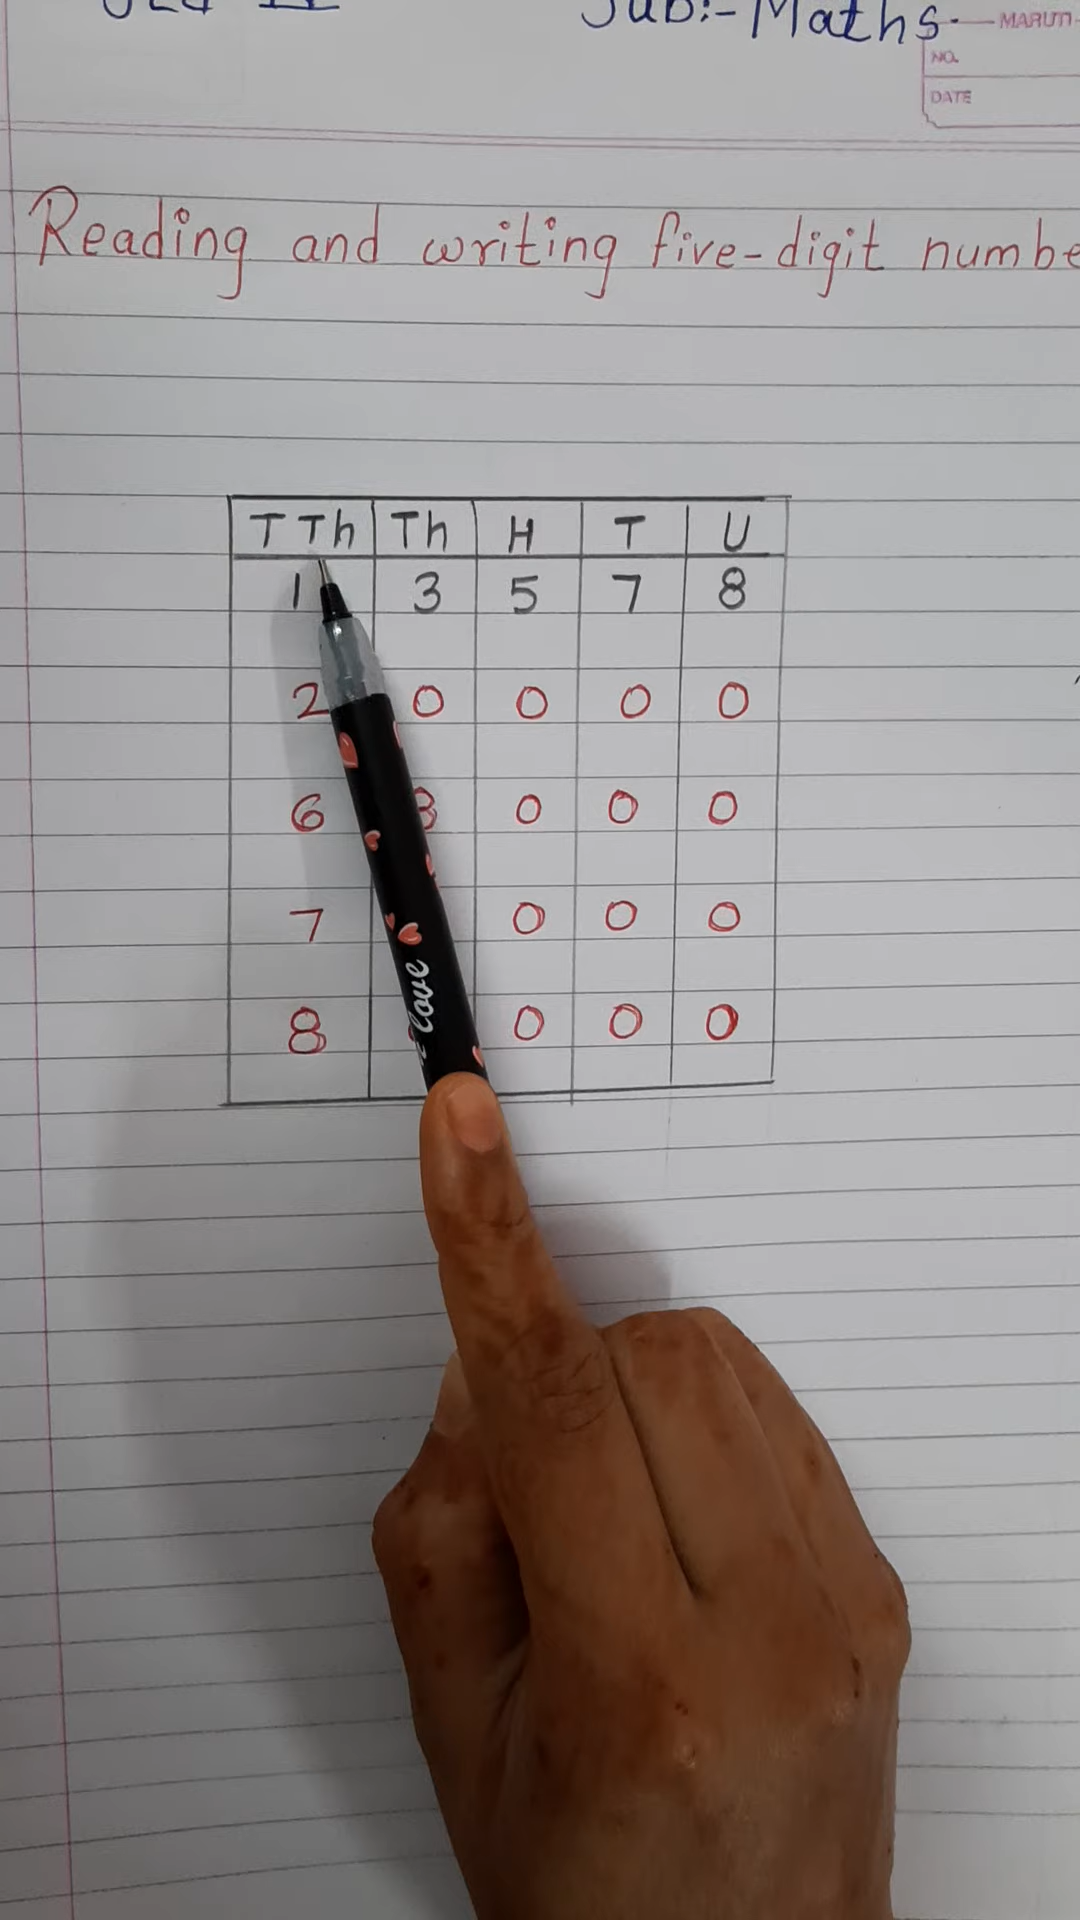 Sub:- Maths.
MARUTI
NO.
DATE
Reading and writing five-digit
T Th Th H T U
1 3 5 7 8
2 0 0 0 0
6 3 0 0 0
7 0 0 0
8 0 0 0
love